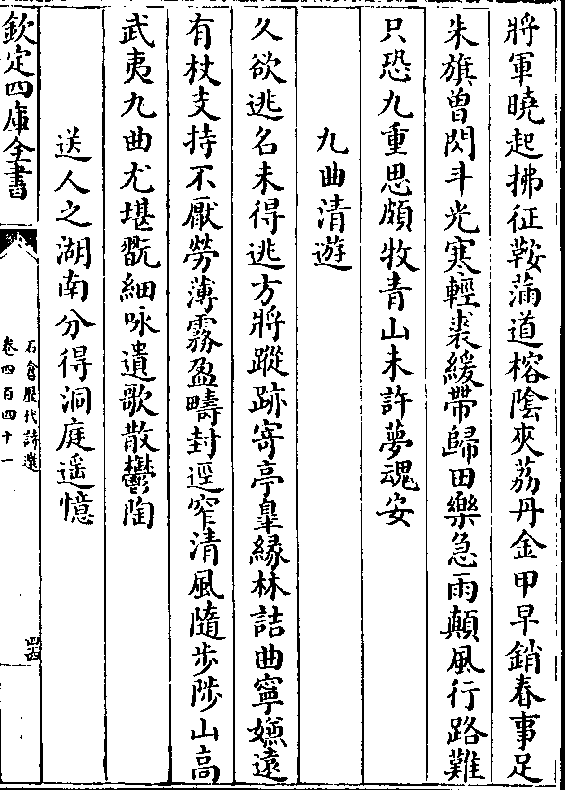 將軍曉起拂征鞍滿道榕陰夾荔丹金甲早銷春事足
朱旗曾閃斗光寒輕裘緩帶歸田樂急雨顛風行路難
只恐九重思頗牧青山未許夢魂安
九曲清遊
久欲逃名未得逃方將蹤跡寄亭臯縁林詰曲寧嫌逺
有杖支持不厭勞薄霧盈疇封逕窄清風隨步陟山高
武夷九曲尤堪翫細咏遺歌散鬱陶
送人之湖南分得洞庭遥憶
欽定四庫全書
石倉歷代詩選
卷四百四十一